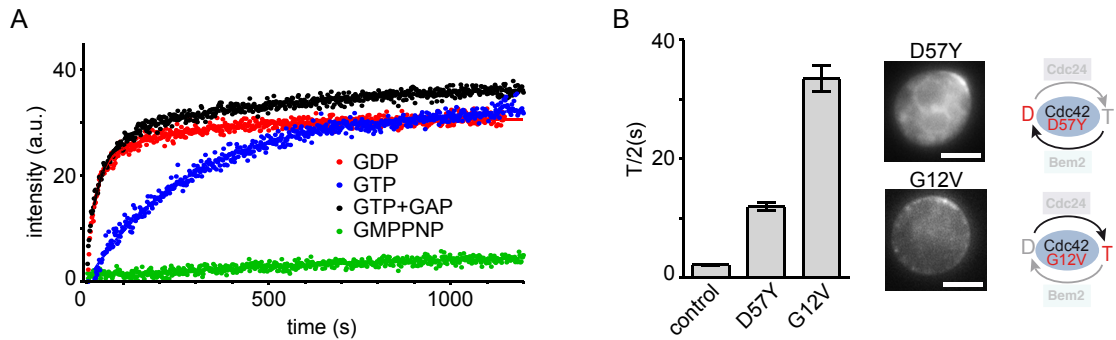 A
intensity (a.u.)
40
20
0
0
500
1000
time (s)
GDP
GTP
GTP+GAP
GMPPNP
B
T/2(s)
40
20
0
control
D57Y
G12V
D57Y
G12V
Cdc24
D
Cdc42
D57Y
T
Bem2
Cdc24
D
Cdc42
G12V
T
Bem2